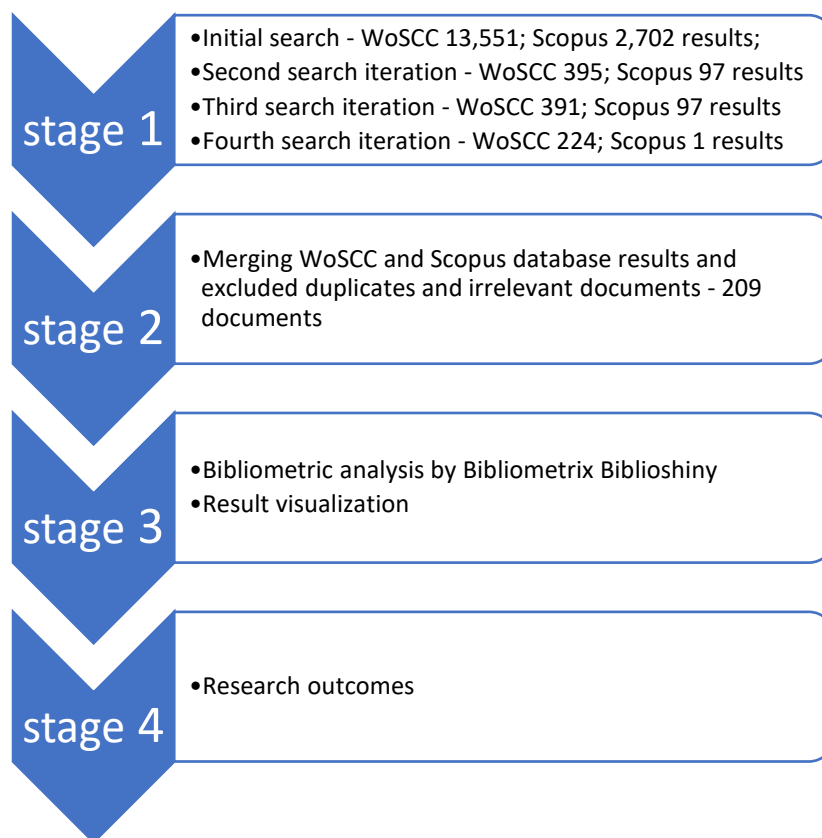 stage 1
•Initial search - WoSCC 13,551; Scopus 2,702 results;
•Second search iteration - WoSCC 395; Scopus 97 results
•Third search iteration - WoSCC 391; Scopus 97 results
•Fourth search iteration - WoSCC 224; Scopus 1 results
stage 2
•Merging WoSCC and Scopus database results and
excluded duplicates and irrelevant documents - 209
documents
stage 3
•Bibliometric analysis by Bibliometrix Biblioshiny
•Result visualization
stage 4
•Research outcomes